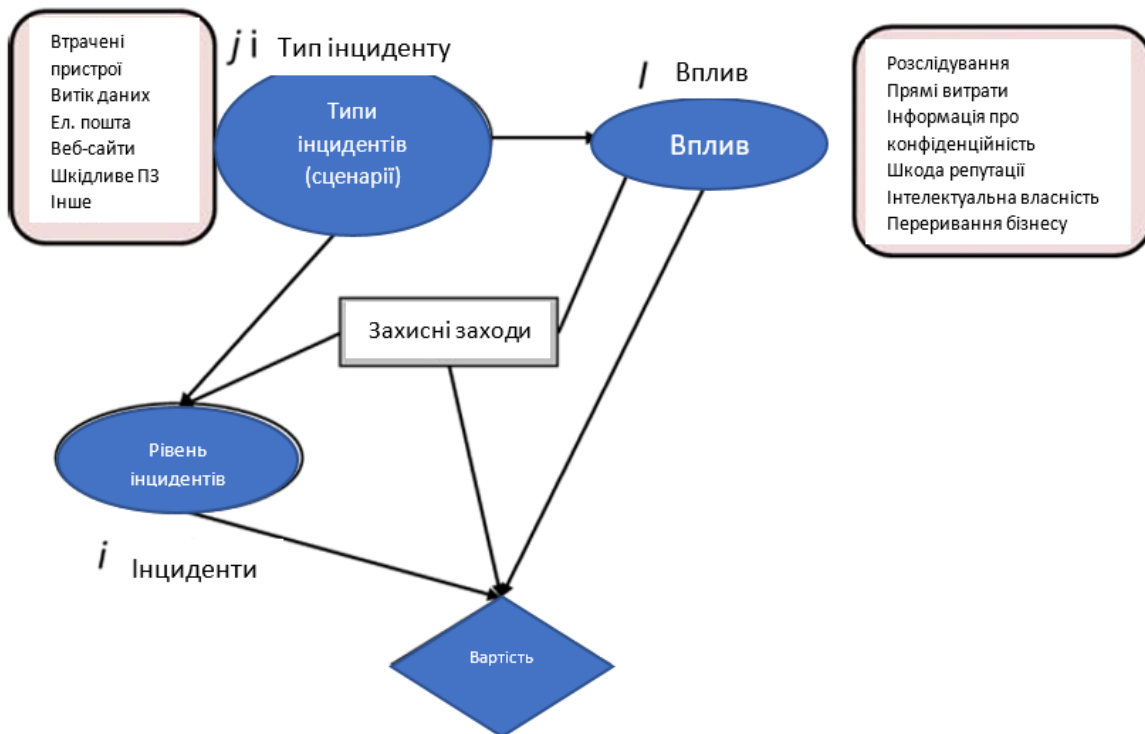 Втрачені
пристрої
Витік даних
Ел. пошта
Веб-сайти
Шкідливе ПЗ
Інше
j i Тип інциденту
Типи
інцидентів
(сценарії)
I Вплив
Вплив
Розслідування
Прямі витрати
Інформація про
конфіденційність
Шкода репутації
Інтелектуальна власність
Переривання бізнесу
Захисні заходи
Рівень
інцидентів
i Інциденти
Вартість